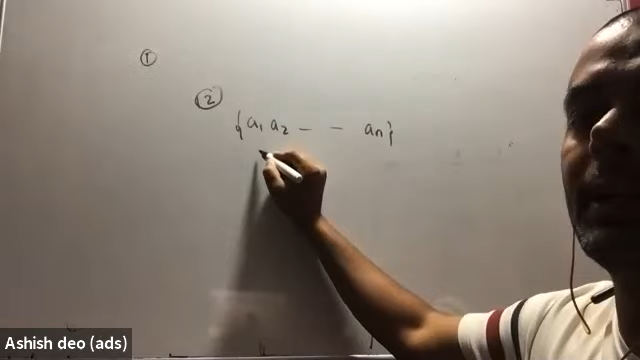 ①
②
{a₁ a₂ – – aₙ}
Ashish deo (ads)